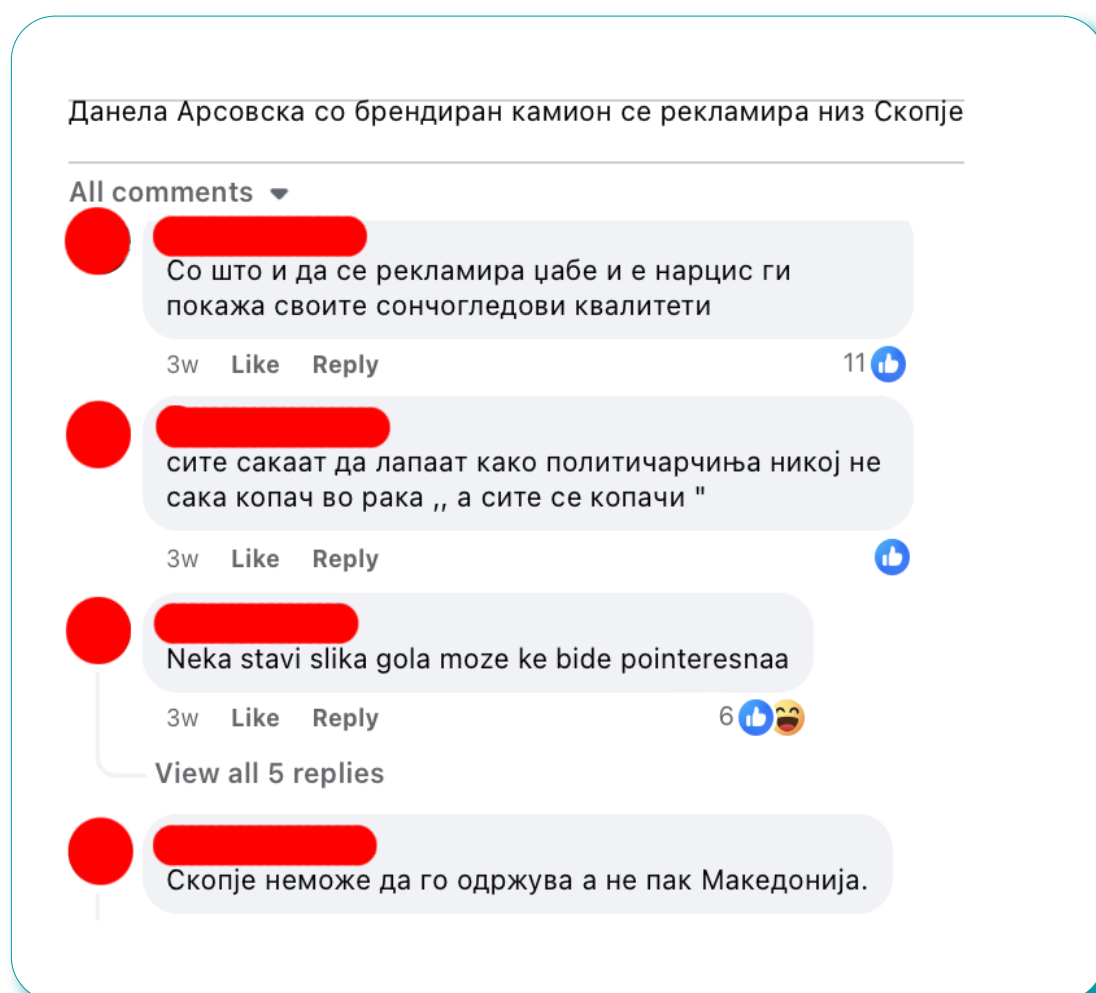 Данела Арсовска со брендиран камион се рекламира низ Скопје
All comments
Со што и да се рекламира џабе и е нарцис ги
покажа своите сончогледови квалитети
3w Like Reply 11
сите сакаат да лапаат како политичарчиња никој не
сака копач во рака ,, а сите се копачи "
3w Like Reply
Neka stavi slika gola moze ke bide pointeresnaa
3w Like Reply 6
View all 5 replies
Скопје неможе да го одржува а не пак Македонија.